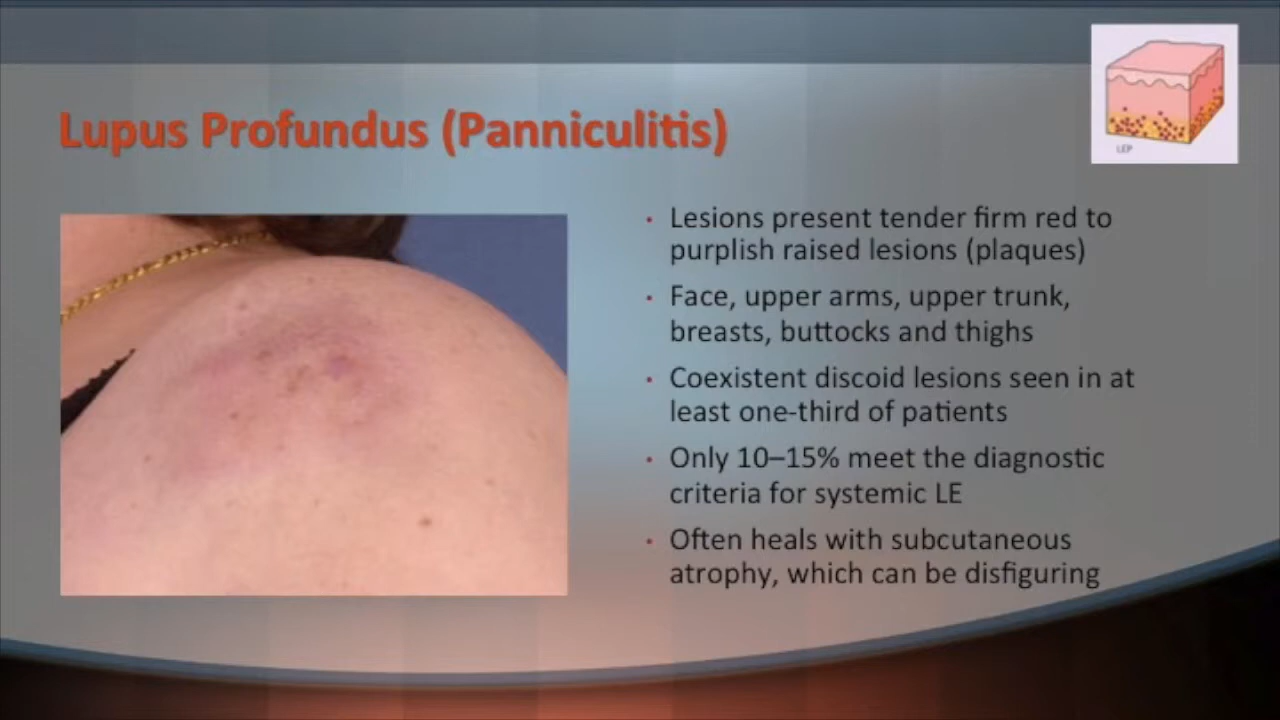 Lupus Profundus (Panniculitis)
LEP
• Lesions present tender firm red to
purplish raised lesions (plaques)
• Face, upper arms, upper trunk,
breasts, buttocks and thighs
• Coexistent discoid lesions seen in at
least one-third of patients
• Only 10–15% meet the diagnostic
criteria for systemic LE
• Often heals with subcutaneous
atrophy, which can be disfiguring